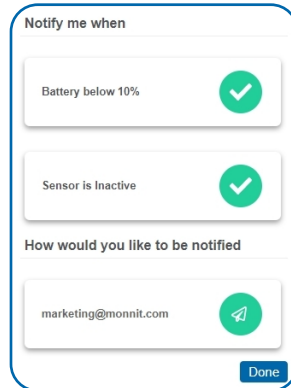 Notify me when
Battery below 10%
Sensor is Inactive
How would you like to be notified
marketing@monnit.com
Done